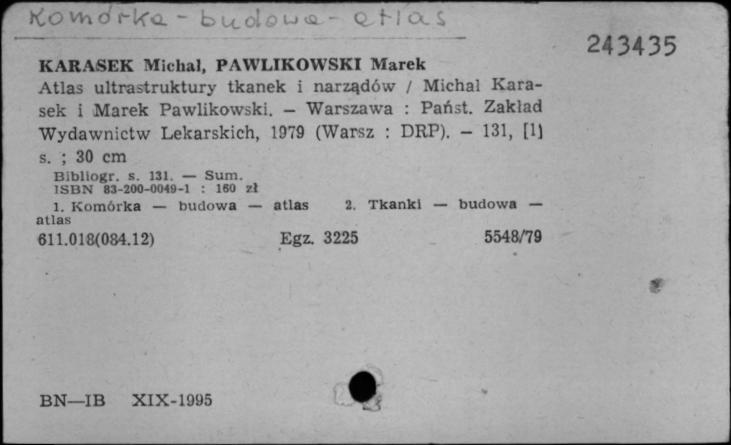 Komórka - budowa - atlas
243435
KARASEK Michał, PAWLIKOWSKI Marek
Atlas ultrastruktury tkanek i narządów / Michał Kara-
sek i Marek Pawlikowski. — Warszawa : Państ. Zakład
Wydawnictw Lekarskich, 1979 (Warsz : DRP). — 131, [1]
s. ; 30 cm
Bibliogr. s. 131. — Sum.
ISBN 83-200-0049-1 : 160 zł
1. Komórka — budowa — atlas 2. Tkanki — budowa —
atlas
611.018(084.12) Egz. 3225 5548/79
BN—IB XIX-1995